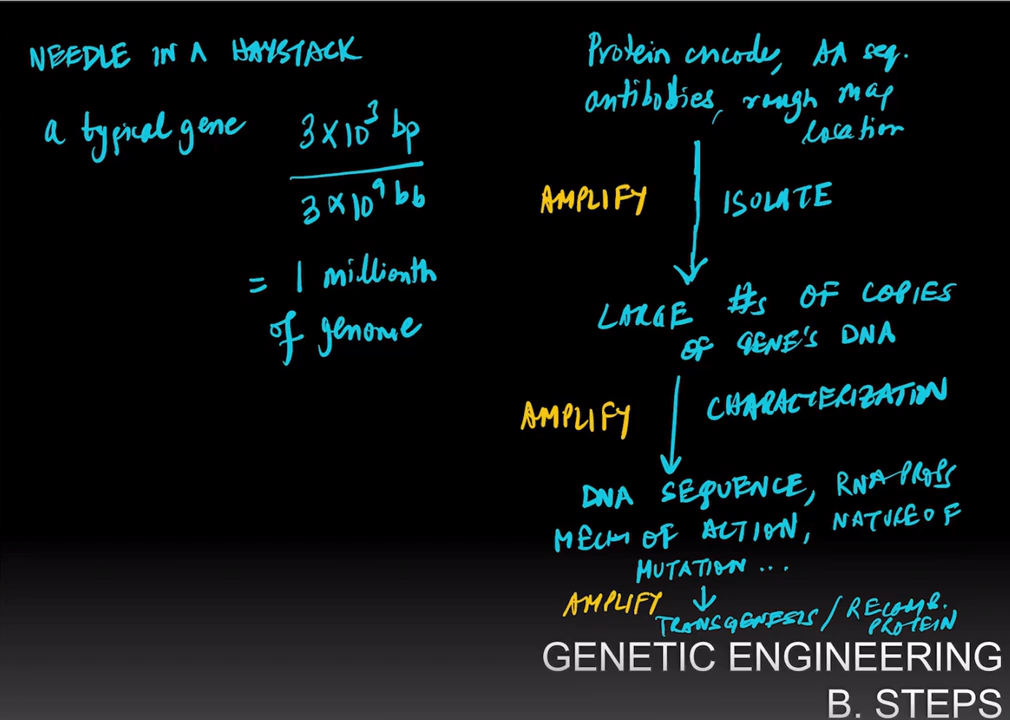 NEEDLE IN A HAYSTACK
a typical gene 3×10³ bp
3×10⁹ bb
= 1 millionth
of genome
Protein encode, AA seq.
antibodies, rough map
location
AMPLIFY ISOLATE
LARGE #s OF COPIES
OF GENE'S DNA
AMPLIFY CHARACTERIZATION
DNA SEQUENCE, RNA PROPS
MECH OF ACTION, NATURE OF
MUTATION ...
AMPLIFY TRANSGENESIS / RECOMB.
PROTEIN
GENETIC ENGINEERING
B. STEPS